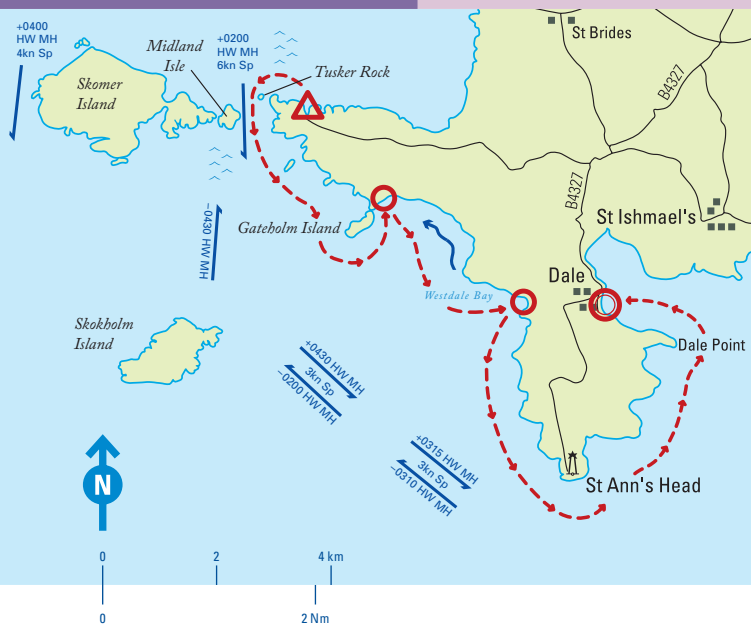 +0400
HW MH
4kn Sp
Midland
Isle
+0200
HW MH
6kn Sp
St Brides
Tusker Rock
Skomer
Island
B4327
B4327
St Ishmael's
Gateholm Island
–0430 HW MH
Dale
Westdale Bay
Skokholm
Island
Dale Point
+0430 HW MH
3kn Sp
–0200 HW MH
+0315 HW MH
3kn Sp
–0310 HW MH
N
St Ann's Head
0
2
4 km
0
2 Nm